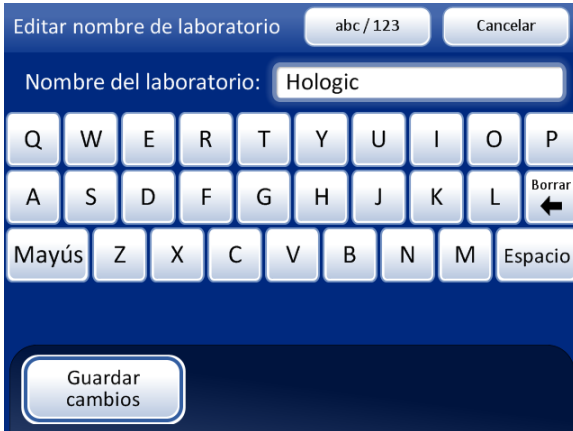 Editar nombre de laboratorio abc / 123 Cancelar
Nombre del laboratorio: Hologic
Q W E R T Y U I O P
A S D F G H J K L Borrar
Mayús Z X C V B N M Espacio
Guardar
cambios